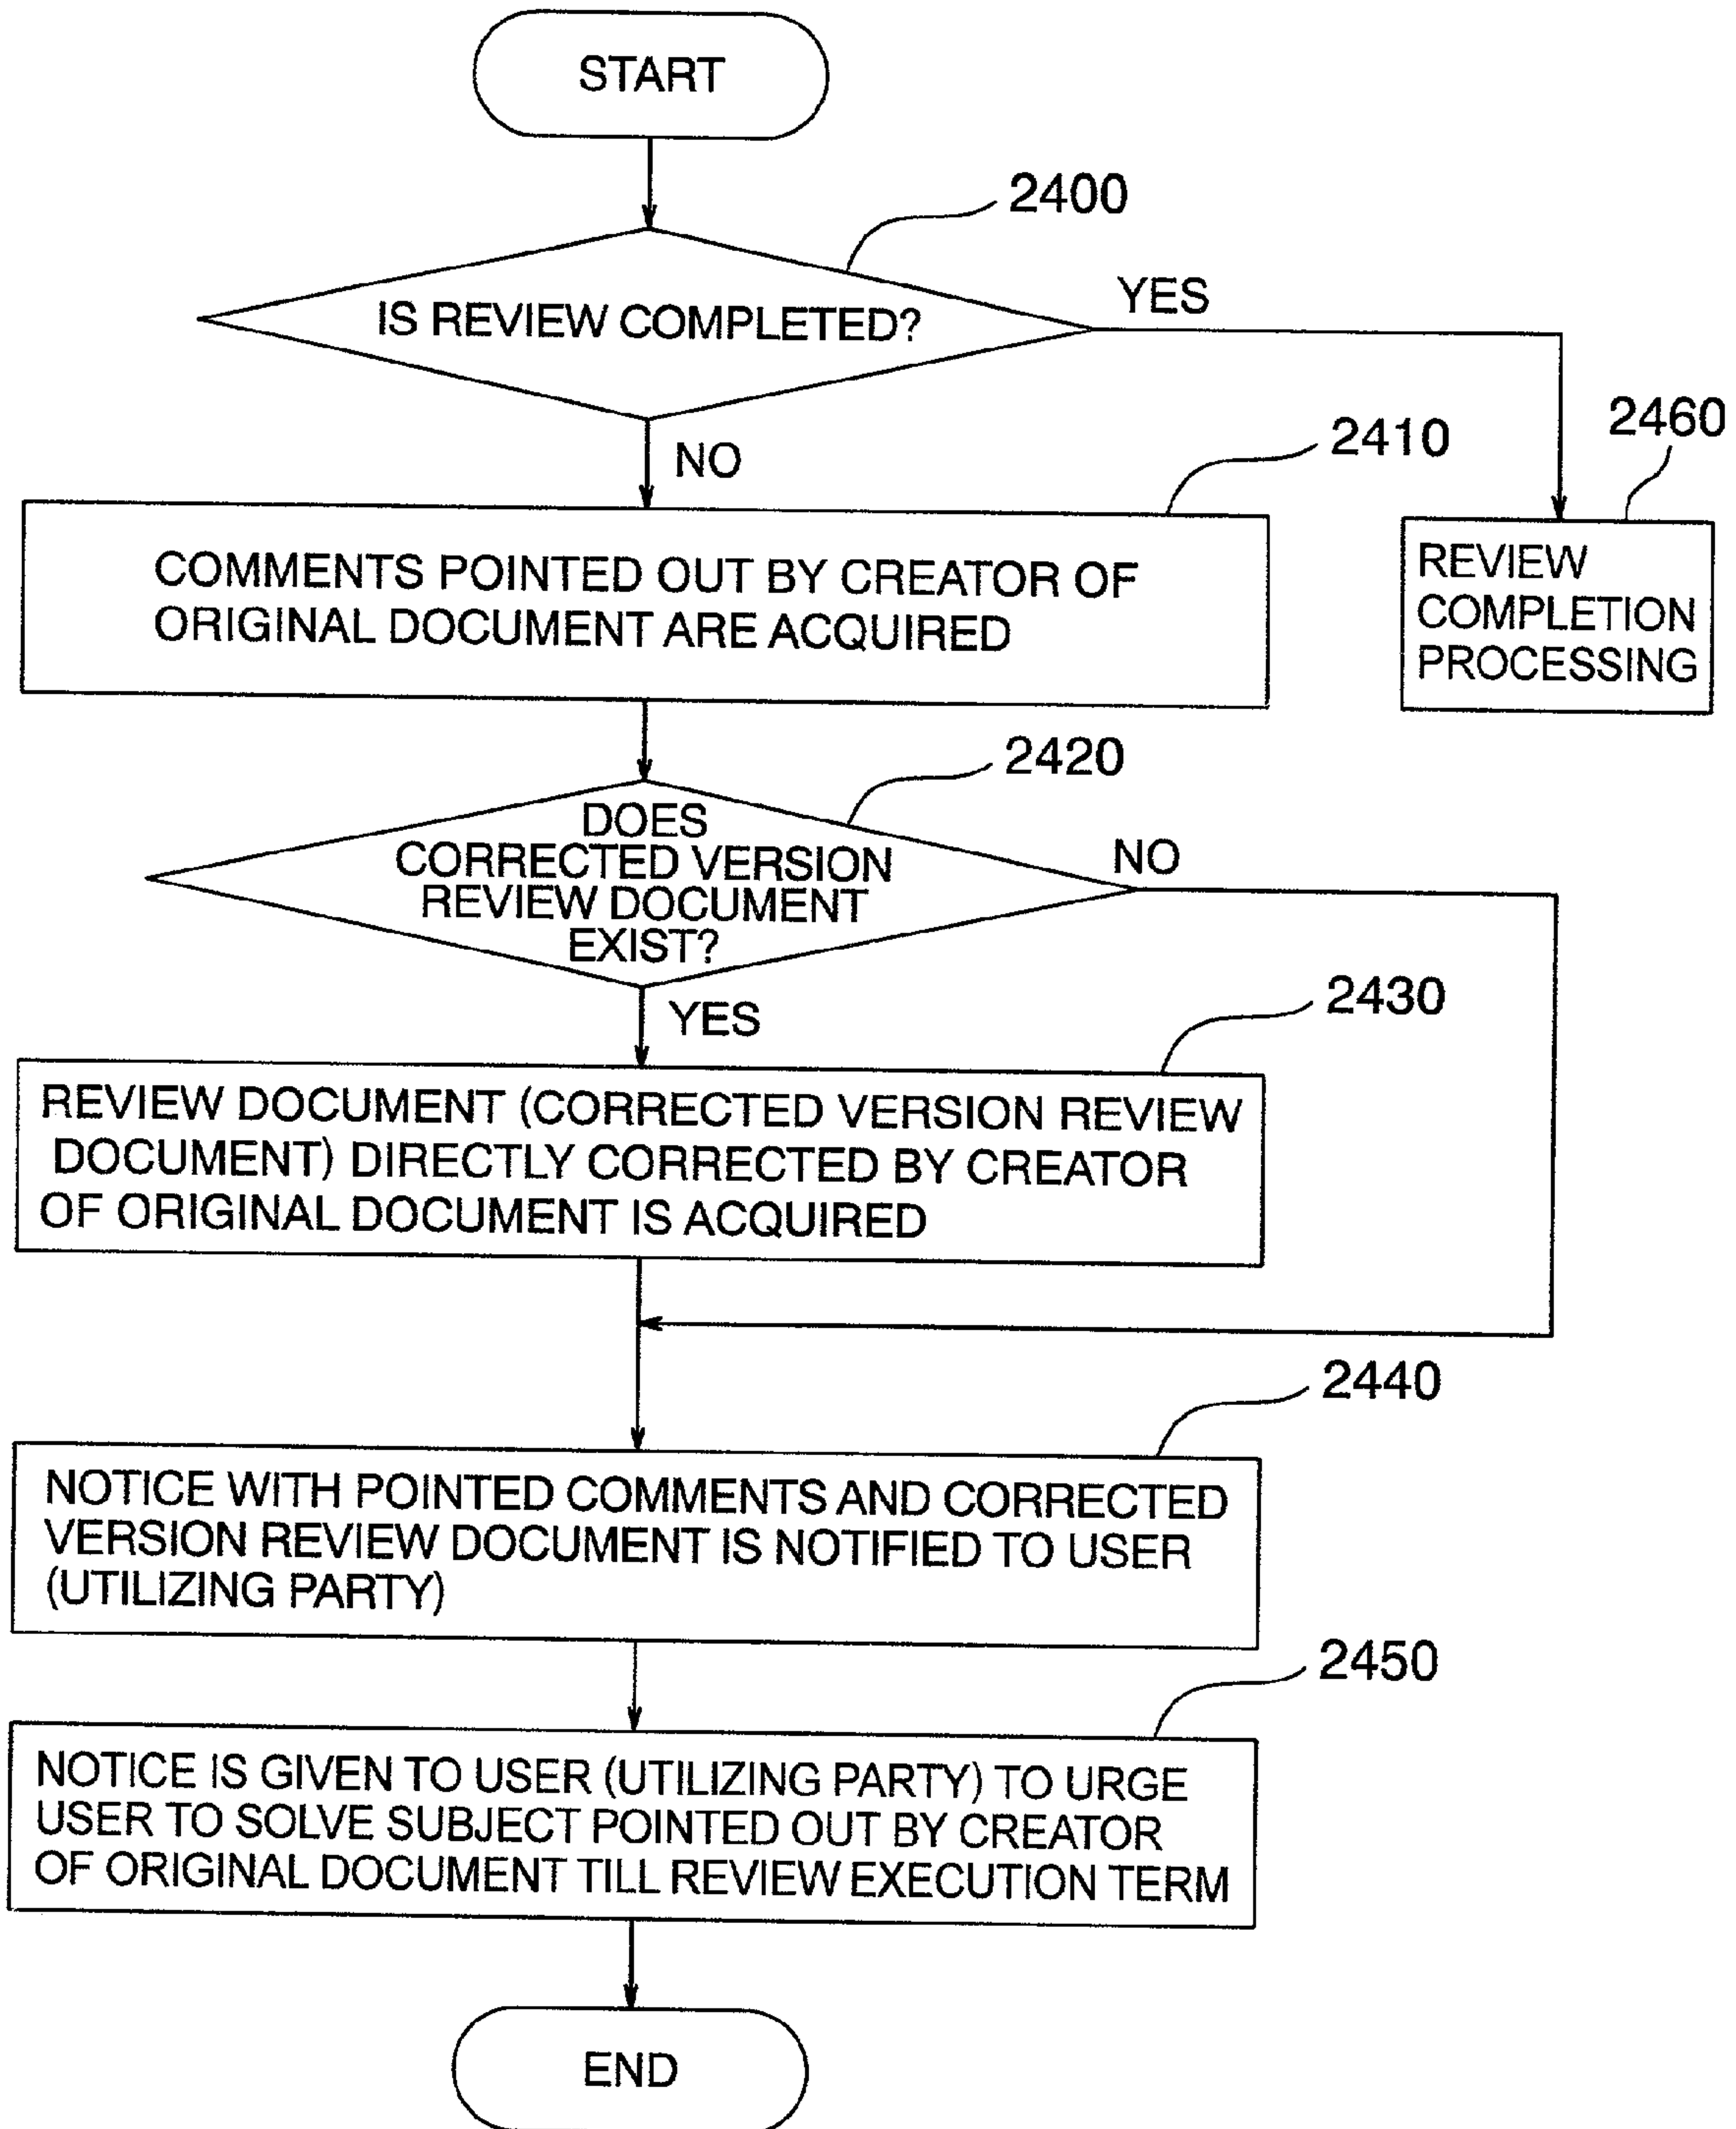 START
2400
IS REVIEW COMPLETED?
YES
NO
2410
2460
COMMENTS POINTED OUT BY CREATOR OF
ORIGINAL DOCUMENT ARE ACQUIRED
REVIEW
COMPLETION
PROCESSING
2420
DOES
CORRECTED VERSION
REVIEW DOCUMENT
EXIST?
NO
YES
2430
REVIEW DOCUMENT (CORRECTED VERSION REVIEW
DOCUMENT) DIRECTLY CORRECTED BY CREATOR
OF ORIGINAL DOCUMENT IS ACQUIRED
2440
NOTICE WITH POINTED COMMENTS AND CORRECTED
VERSION REVIEW DOCUMENT IS NOTIFIED TO USER
(UTILIZING PARTY)
2450
NOTICE IS GIVEN TO USER (UTILIZING PARTY) TO URGE
USER TO SOLVE SUBJECT POINTED OUT BY CREATOR
OF ORIGINAL DOCUMENT TILL REVIEW EXECUTION TERM
END